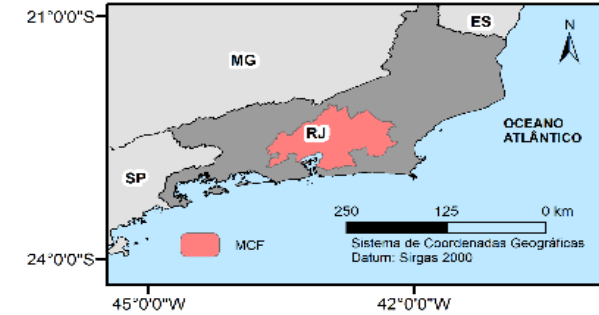 21°0'0"S
ES
N
MG
OCEANO
ATLÂNTICO
RJ
SP
250 125 0 km
MCF
Sistema de Coordenadas Geográficas
Datum: Sirgas 2000
24°0'0"S
45°0'0"W
42°0'0"W